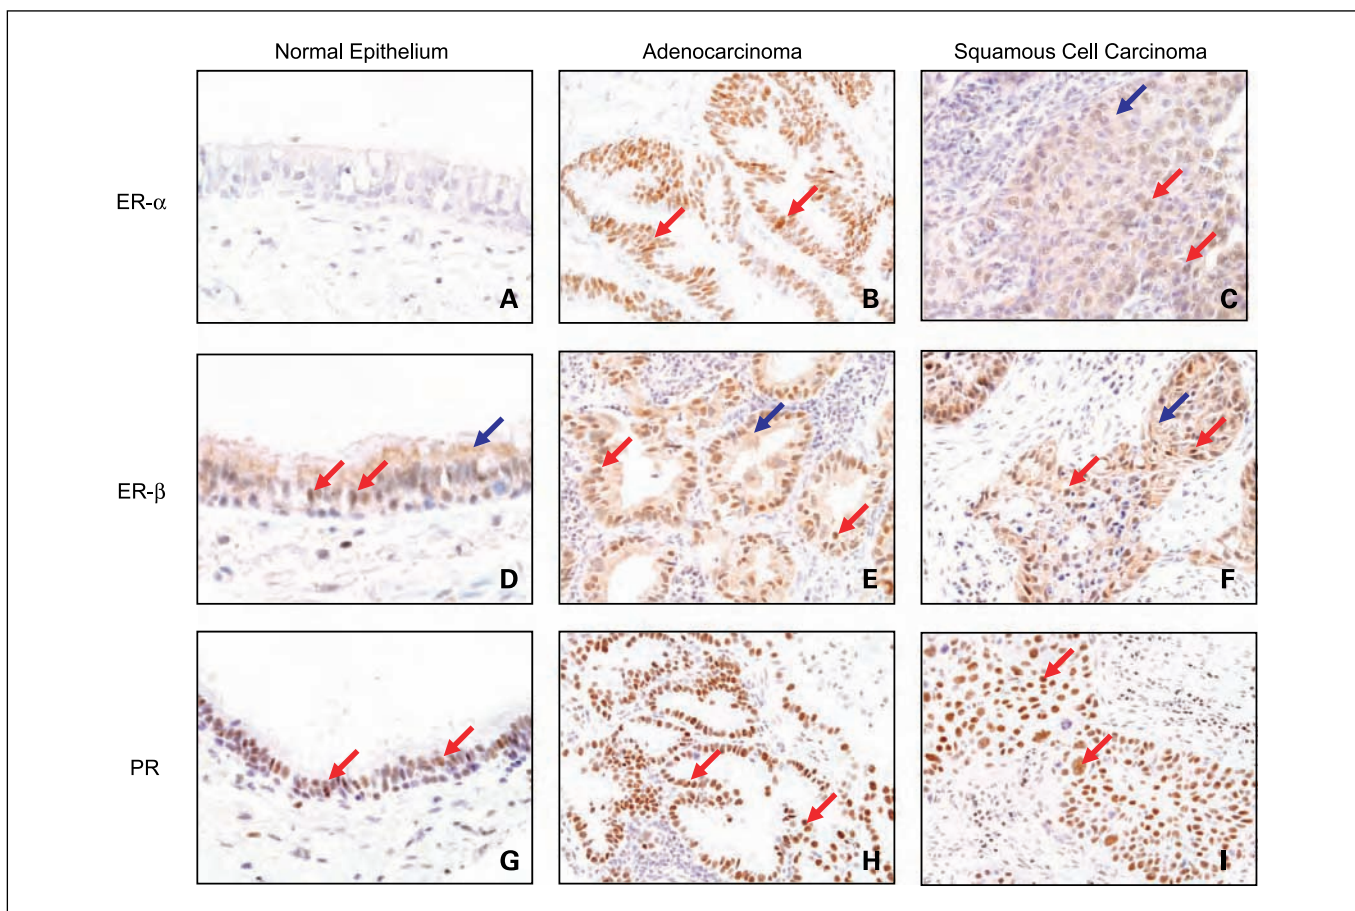 Normal Epithelium Adenocarcinoma Squamous Cell Carcinoma
ER-α
A B C
ER-β
D E F
PR
G H I